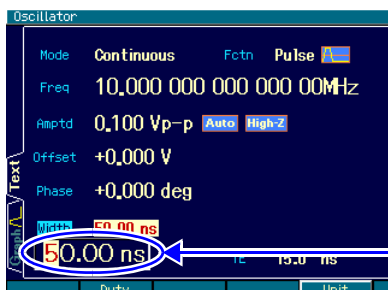 Oscillator
Mode Continuous Fctn Pulse
Freq 10.000 000 000 000 00MHz
Amptd 0.100 Vp-p Auto High-Z
Offset +0.000 V
Phase +0.000 deg
Width 50.00 ns
50.00 ns TE 15.0 ns
Text
Graph
Duty Unit